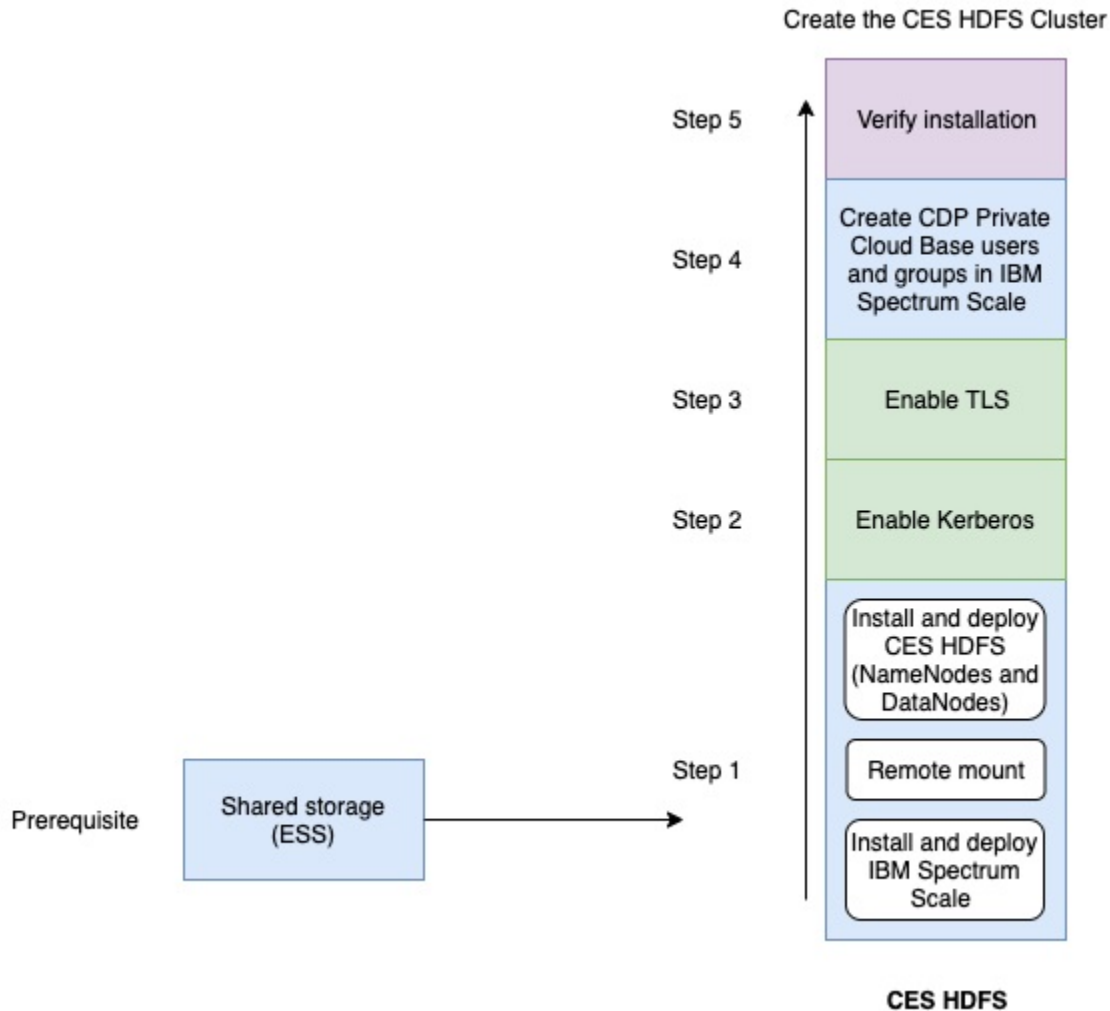 Create the CES HDFS Cluster
Step 5
Verify installation
Step 4
Create CDP Private
Cloud Base users
and groups in IBM
Spectrum Scale
Step 3
Enable TLS
Step 2
Enable Kerberos
Install and deploy
CES HDFS
(NameNodes and
DataNodes)
Step 1
Remote mount
Prerequisite
Shared storage
(ESS)
Install and deploy
IBM Spectrum
Scale
CES HDFS